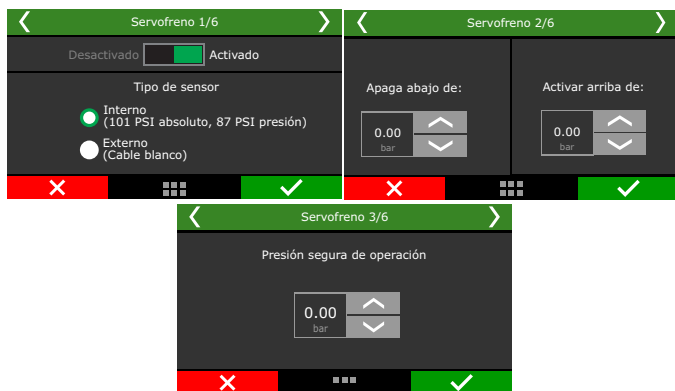 Servofreno 1/6
Desactivado Activado
Tipo de sensor
Interno
(101 PSI absoluto, 87 PSI presión)
Externo
(Cable blanco)
Servofreno 2/6
Apaga abajo de:
0.00
bar
Activar arriba de:
0.00
bar
Servofreno 3/6
Presión segura de operación
0.00
bar